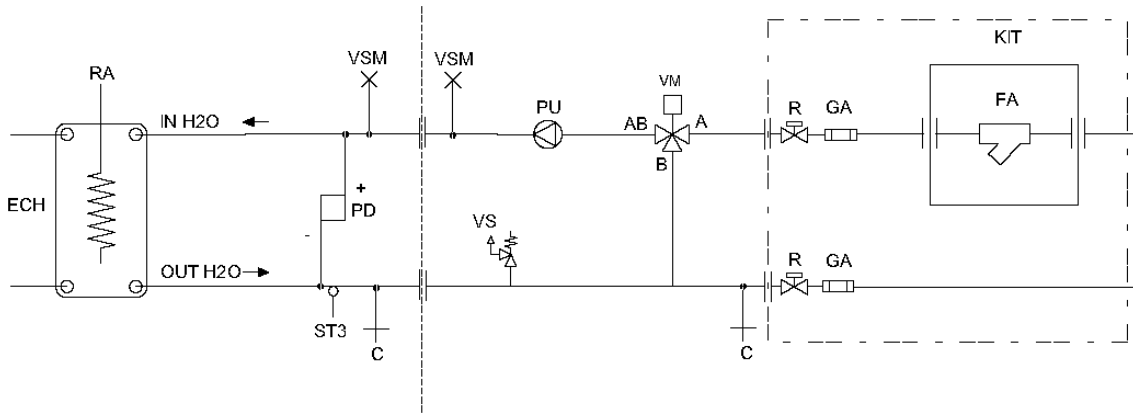 KIT
VSM
VSM
RA
VM
PU
R
GA
FA
IN H2O
AB
A
B
+
PD
ECH
-
VS
OUT H2O
R
GA
ST3
C
C